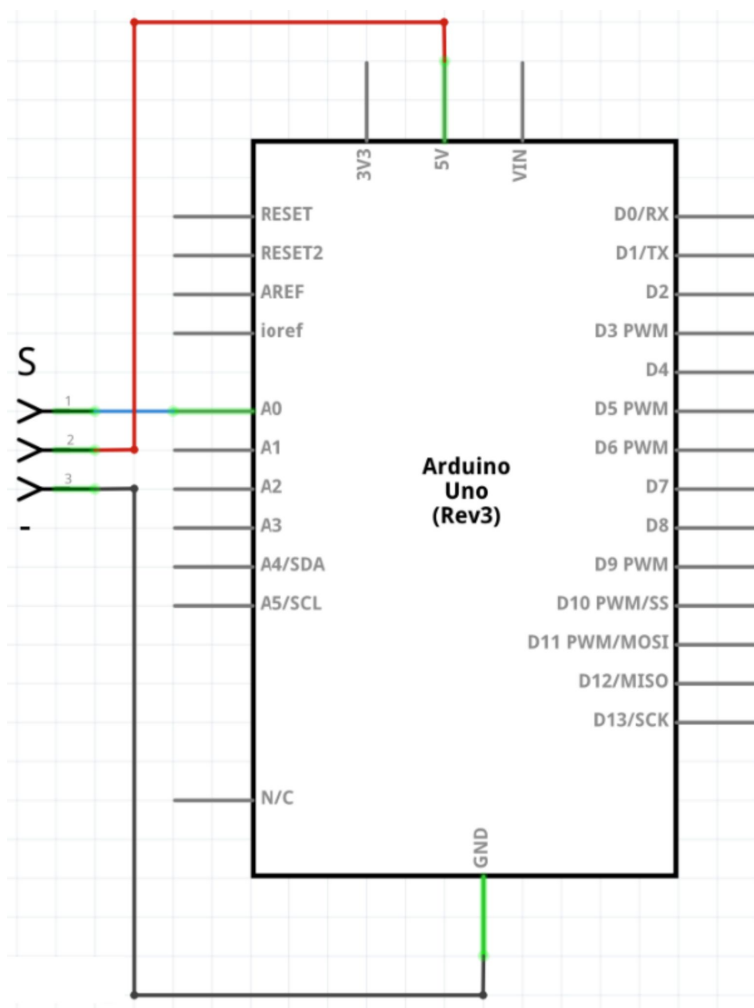 3V3
5V
VIN
RESET
D0/RX
RESET2
D1/TX
AREF
D2
ioref
D3 PWM
S
D4
1
A0
D5 PWM
2
A1
D6 PWM
Arduino
Uno
(Rev3)
3
A2
D7
-
A3
D8
A4/SDA
D9 PWM
A5/SCL
D10 PWM/SS
D11 PWM/MOSI
D12/MISO
D13/SCK
N/C
GND